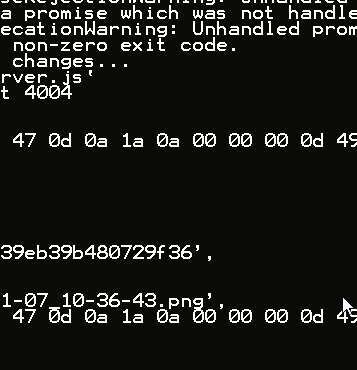 a promise which was not handle
ecationWarning: Unhandled prom
non-zero exit code.
changes...
rver.js'
t 4004
47 0d 0a 1a 0a 00 00 00 0d 49
39eb39b480729f36',
1-07_10-36-43.png',
47 0d 0a 1a 0a 00 00 00 0d 49